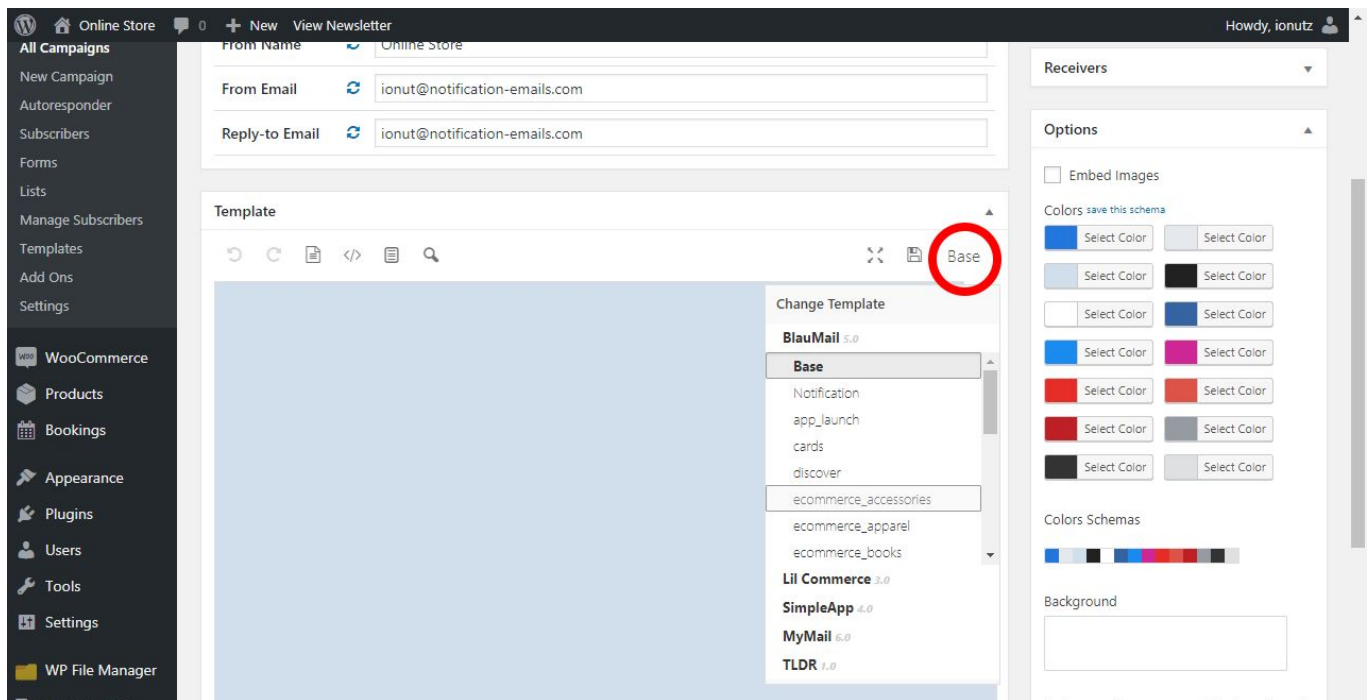 Online Store 0 New View Newsletter Howdy, ionutz
All Campaigns
New Campaign
Autoresponder
Subscribers
Forms
Lists
Manage Subscribers
Templates
Add Ons
Settings
WOO WooCommerce
Products
Bookings
Appearance
Plugins
Users
Tools
Settings
WP File Manager
From Name Online Store
From Email ionut@notification-emails.com
Reply-to Email ionut@notification-emails.com
Template
Base
Change Template
BlauMail 5.0
Base
Notification
app_launch
cards
discover
ecommerce_accessories
ecommerce_apparel
ecommerce_books
Lil Commerce 3.0
SimpleApp 4.0
MyMail 6.0
TLDR 1.0
Receivers
Options
Embed Images
Colors save this schema
Select Color Select Color
Select Color Select Color
Select Color Select Color
Select Color Select Color
Select Color Select Color
Select Color Select Color
Select Color Select Color
Colors Schemas
Background